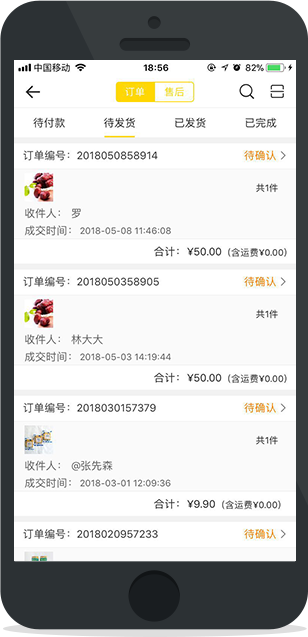 中国移动 18:56 82%
订单 售后
待付款 待发货 已发货 已完成
订单编号：2018050858914 待确认
共1件
收件人： 罗
成交时间：2018-05-08 11:46:08
合计：¥50.00（含运费¥0.00）
订单编号：2018050358905 待确认
共1件
收件人： 林大大
成交时间：2018-05-03 14:19:44
合计：¥50.00（含运费¥0.00）
订单编号：2018030157379 待确认
共1件
收件人： @张先森
成交时间：2018-03-01 12:09:36
合计：¥9.90（含运费¥0.00）
订单编号：2018020957233 待确认